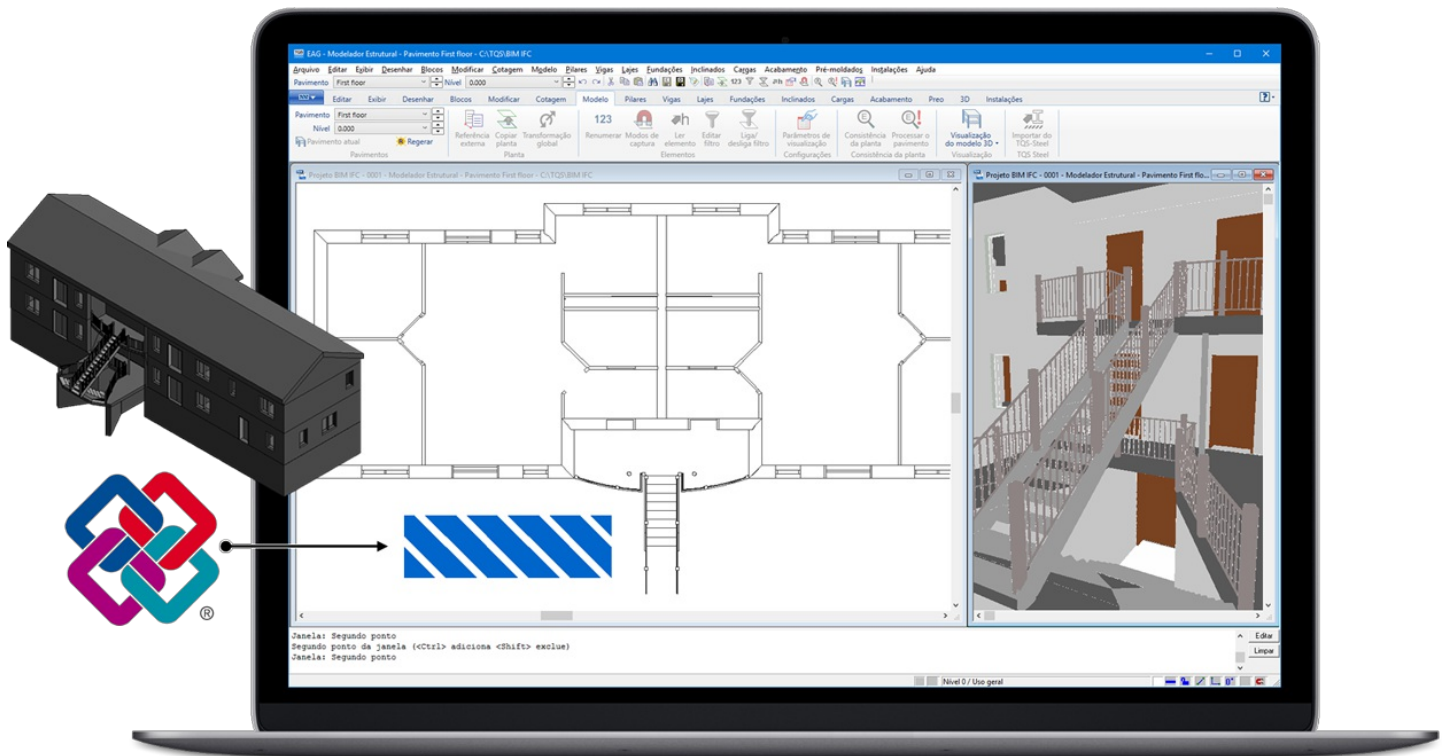 EAG - Modelador Estrutural - Pavimento First floor - C:\TQS\BIM IFC
Arquivo Editar Exibir Desenhar Blocos Modificar Cotagem Modelo Pilares Vigas Lajes Fundações Inclinados Cargas Acabamento Pré-moldados Instalações Ajuda
Pavimento First floor Nível 0.000
Editar Exibir Desenhar Blocos Modificar Cotagem Modelo Pilares Vigas Lajes Fundações Inclinados Cargas Acabamento Preo 3D Instalações
Pavimento First floor
Nível 0.000
Pavimento atual Regerar
Pavimentos
Referência externa
Copiar planta
Transformação global
Planta
123
Renumerar
Modos de captura
Ler elemento
Editar filtro
Liga/ desliga filtro
Elementos
Parâmetros de visualização
Configurações
Consistência da planta
Processar o pavimento
Consistência da planta
Visualização do modelo 3D
Visualização
Importar do TQS-Steel
TQS Steel
Projeto BIM IFC - 0001 - Modelador Estrutural - Pavimento First floor - C:\TQS\BIM IFC
Projeto BIM IFC - 0001 - Modelador Estrutural - Pavimento First flo...
®
Janela: Segundo ponto
Segundo ponto da janela (<Ctrl> adiciona <Shift> exclue)
Janela: Segundo ponto
Editar
Limpar
Nível 0 / Uso geral